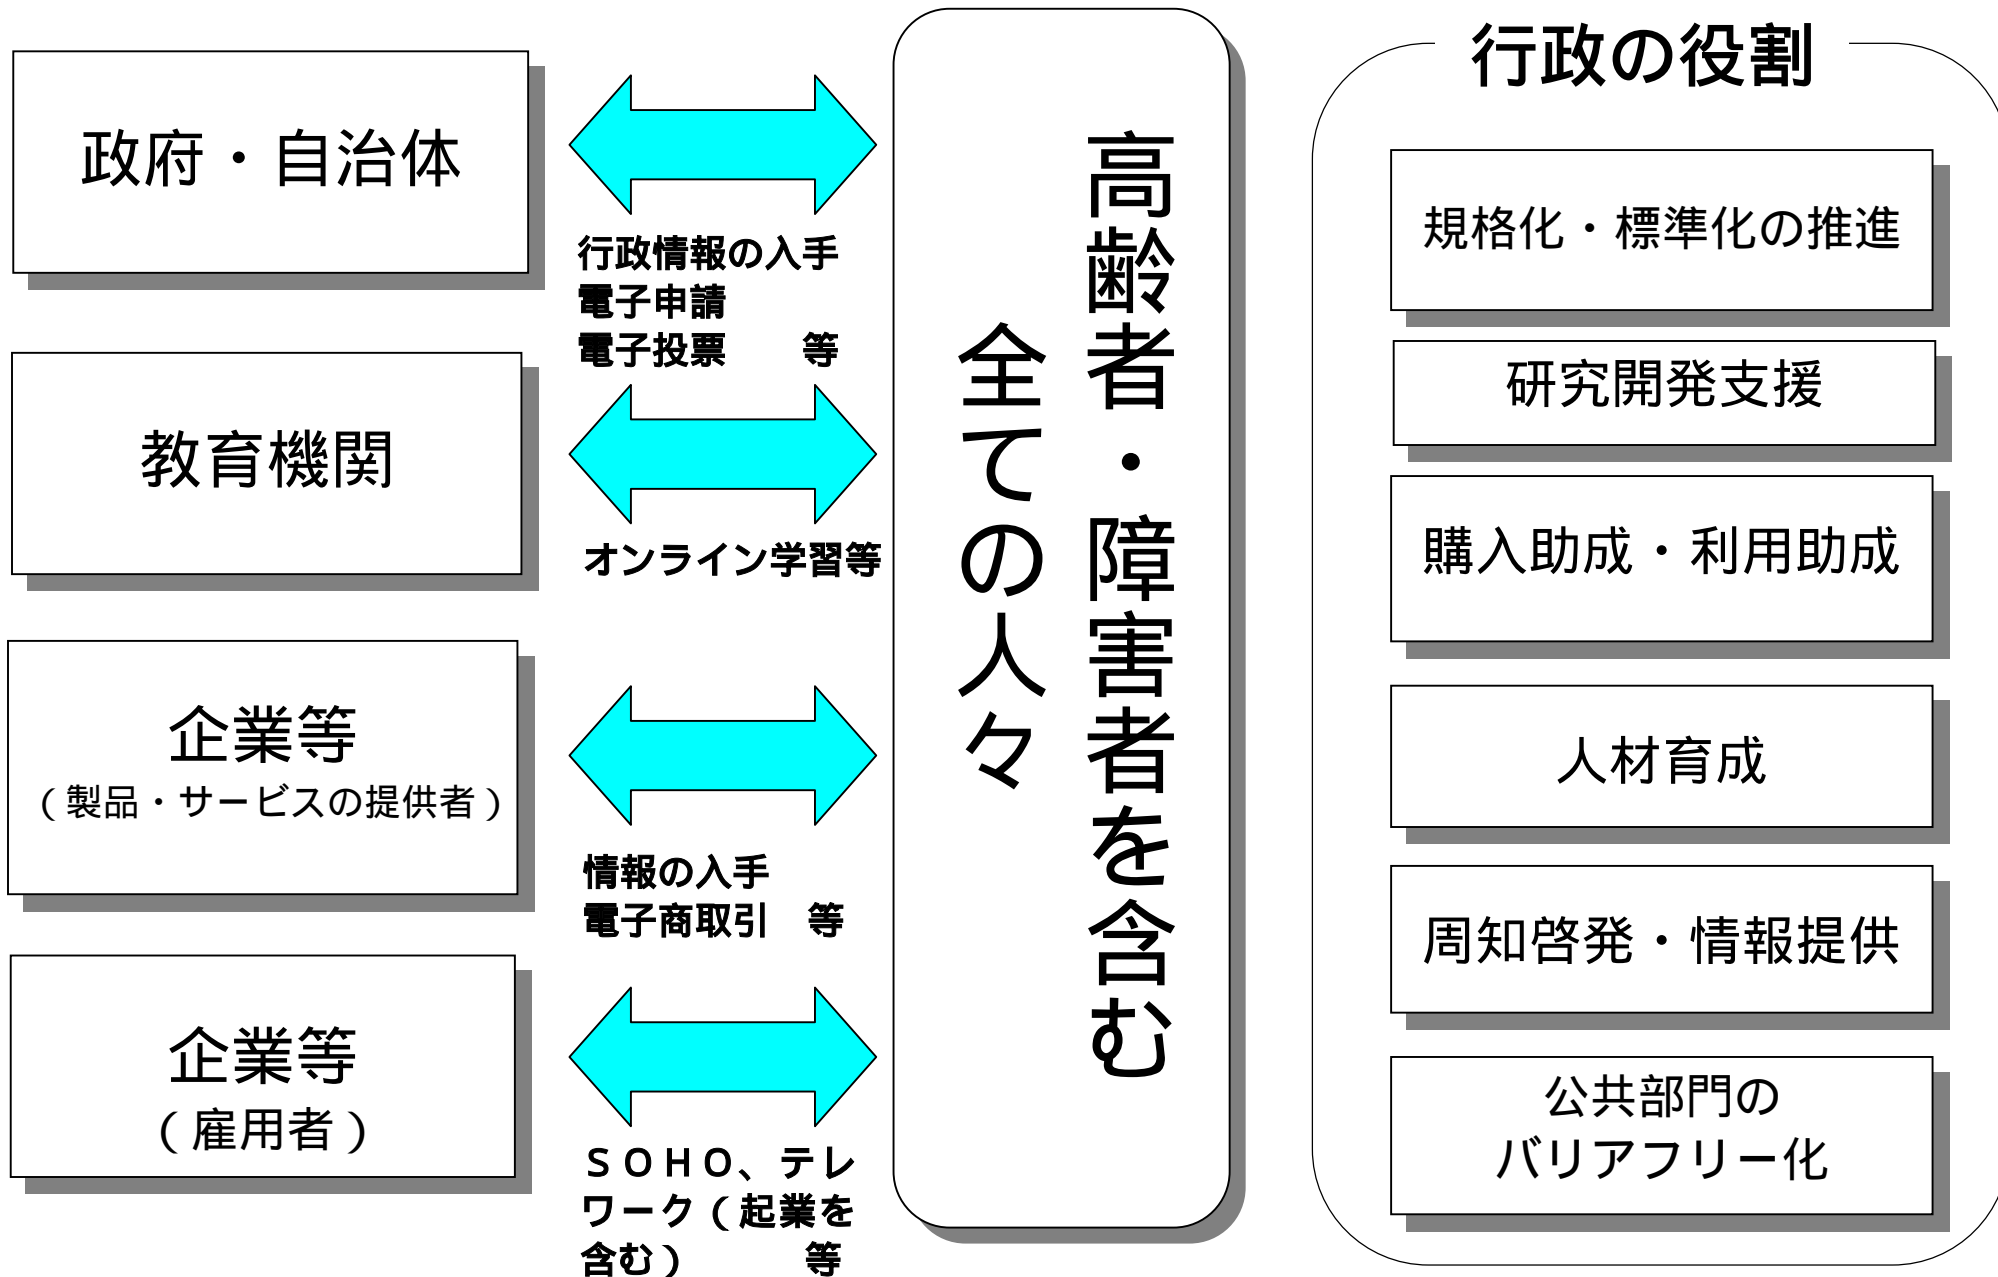 政府・自治体
行政情報の入手
電子申請
電子投票　　等
教育機関
オンライン学習等
企業等
（製品・サービスの提供者）
情報の入手
電子商取引　等
企業等
（雇用者）
ＳＯＨＯ、テレ
ワーク（起業を
含む）　　　等
高齢者・障害者を含む
全ての人々
行政の役割
規格化・標準化の推進
研究開発支援
購入助成・利用助成
人材育成
周知啓発・情報提供
公共部門の
バリアフリー化